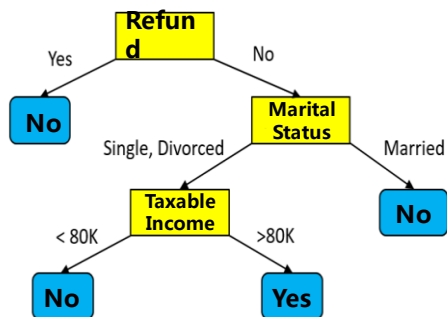 Refun
d
Yes
No
No
Marital
Status
Single, Divorced
Married
Taxable
Income
No
< 80K
>80K
No
Yes